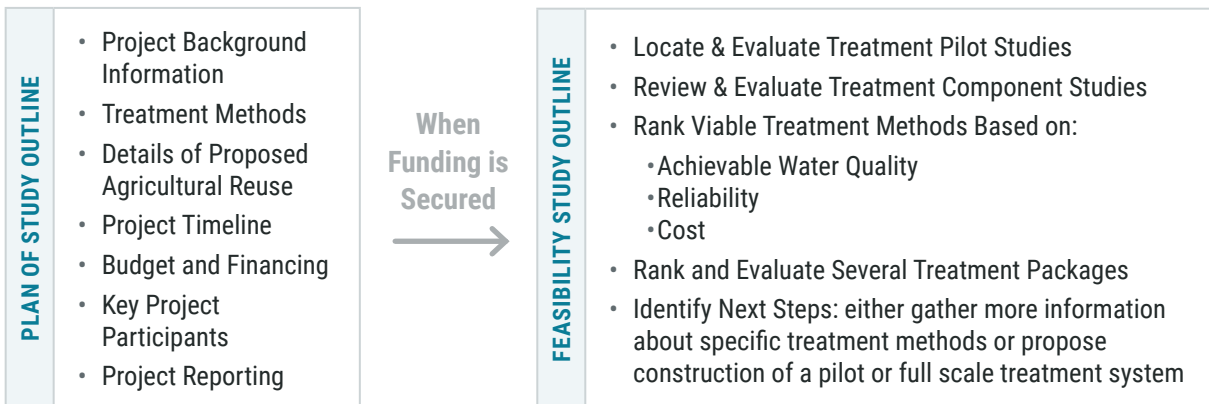 PLAN OF STUDY OUTLINE
• Project Background
Information
• Treatment Methods
• Details of Proposed
Agricultural Reuse
• Project Timeline
• Budget and Financing
• Key Project
Participants
• Project Reporting
When
Funding is
Secured
FEASIBILITY STUDY OUTLINE
• Locate & Evaluate Treatment Pilot Studies
• Review & Evaluate Treatment Component Studies
• Rank Viable Treatment Methods Based on:
•Achievable Water Quality
•Reliability
•Cost
• Rank and Evaluate Several Treatment Packages
• Identify Next Steps: either gather more information
about specific treatment methods or propose
construction of a pilot or full scale treatment system